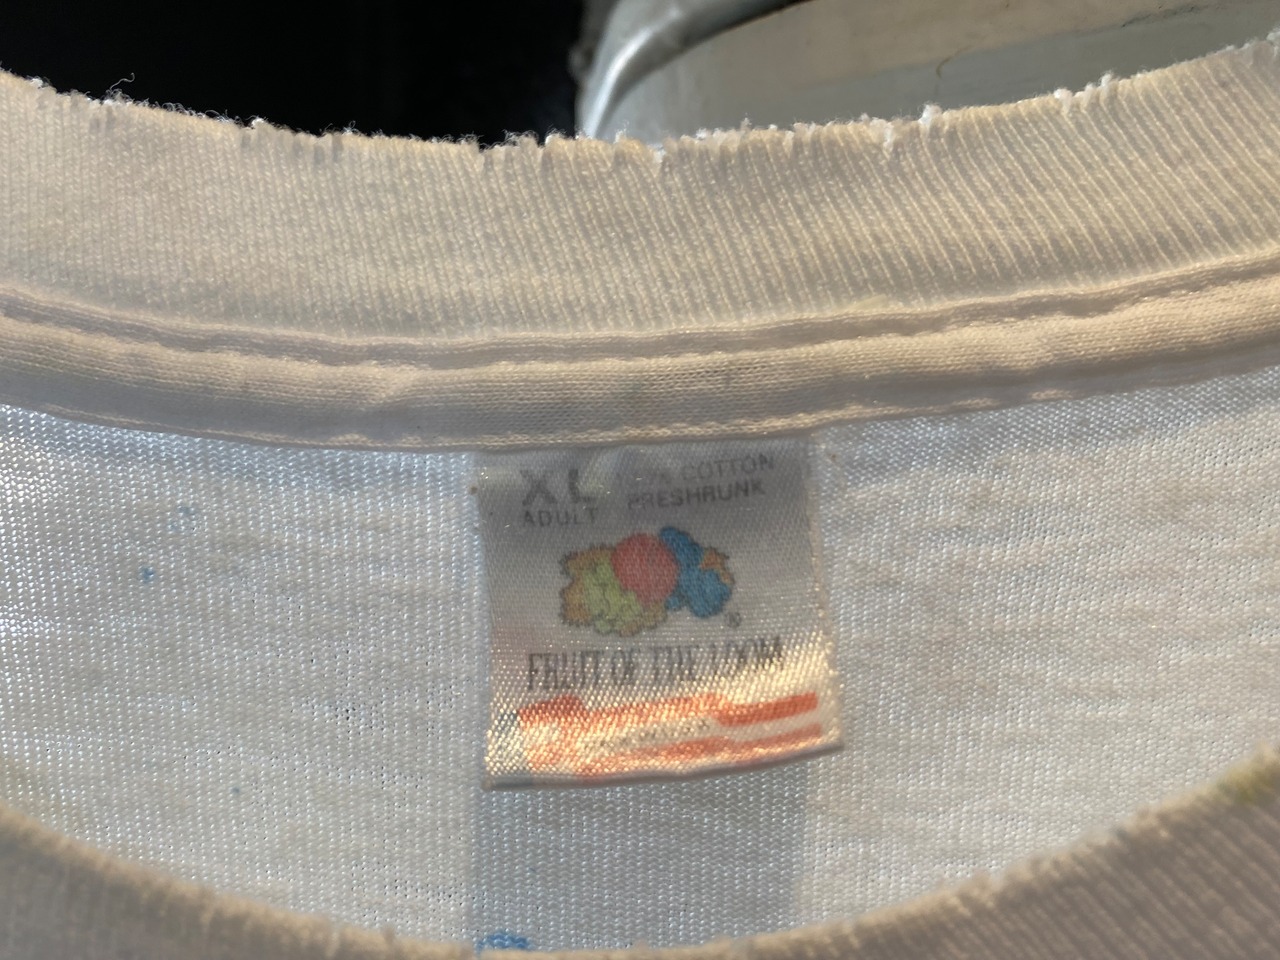 XL
ADULT
COTTON
PRESHRUNK
®
FRUIT OF THE LOOM